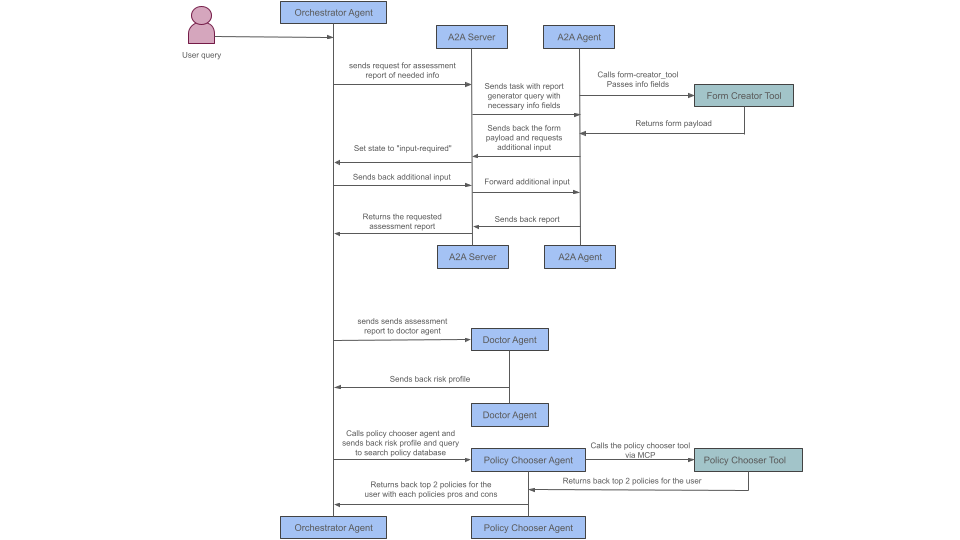 Orchestrator Agent
User query
A2A Server
A2A Agent
sends request for assessment
report of needed info
Calls form-creator_tool
Passes info fields
Form Creator Tool
Sends task with report
generator query with
necessary info fields
Returns form payload
Sends back the form
payload and requests
additional input
Set state to "input-required"
Sends back additional input
Forward additional input
Returns the requested
assessment report
Sends back report
A2A Server
A2A Agent
sends sends assessment
report to doctor agent
Doctor Agent
Sends back risk profile
Doctor Agent
Calls policy chooser agent and
sends back risk profile and query
to search policy database
Policy Chooser Agent
Calls the policy chooser tool
via MCP
Policy Chooser Tool
Returns back top 2 policies for the user
Returns back top 2 policies for the
user with each policies pros and cons
Orchestrator Agent
Policy Chooser Agent